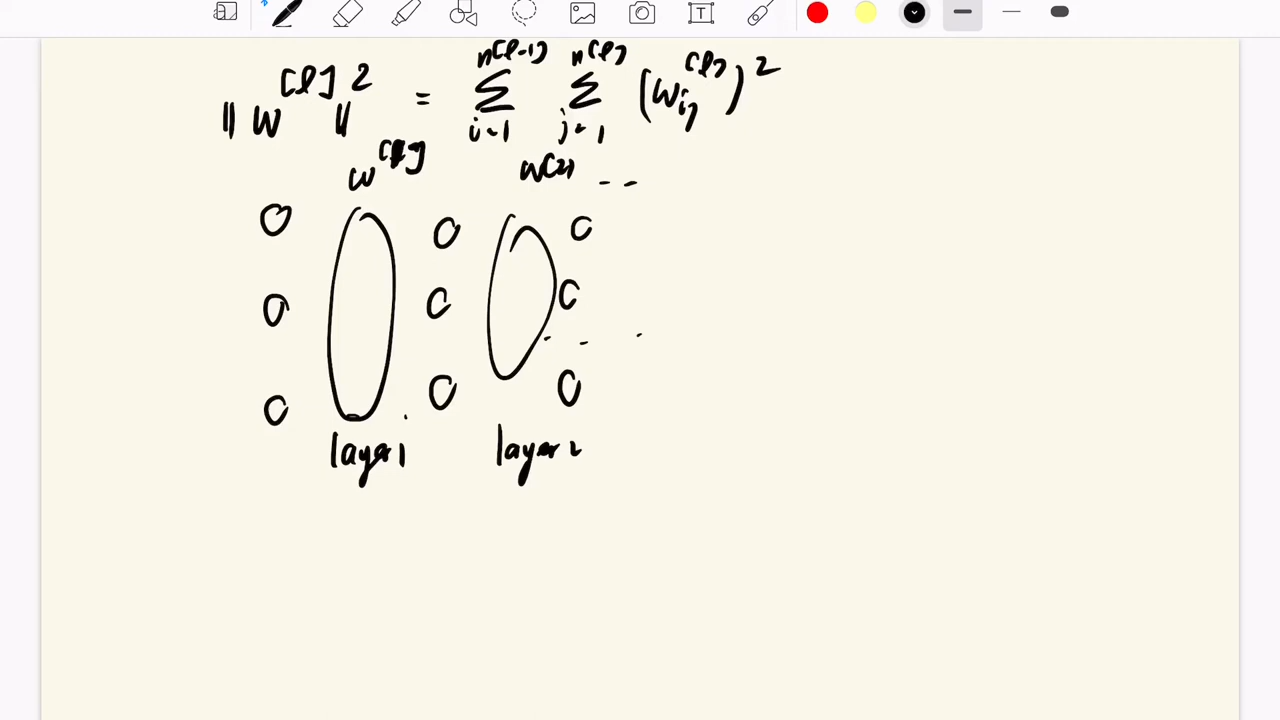 ‖ w^[l] ‖^2 = Σ_{i=1}^{n^[l-1]} Σ_{j=1}^{n^[l]} (w_ij^[l])^2
w^[1] w[2] --
layer 1 layer 2